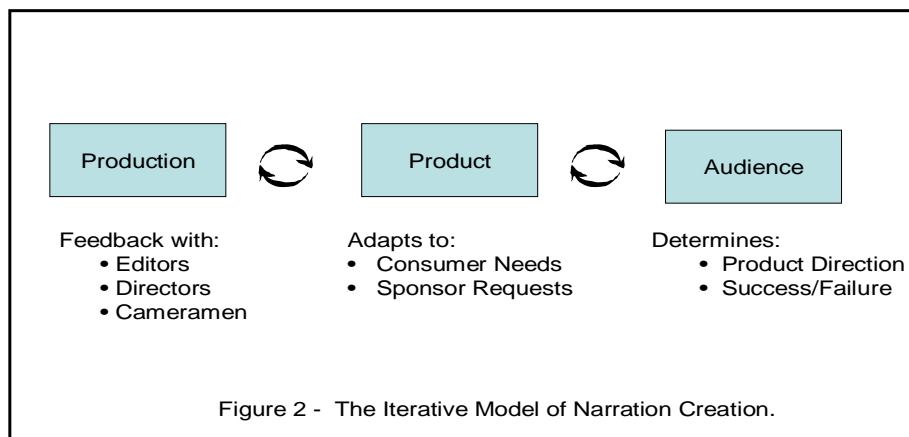 Production
Product
Audience
Feedback with:
• Editors
• Directors
• Cameramen
Adapts to:
• Consumer Needs
• Sponsor Requests
Determines:
• Product Direction
• Success/Failure
Figure 2 - The Iterative Model of Narration Creation.